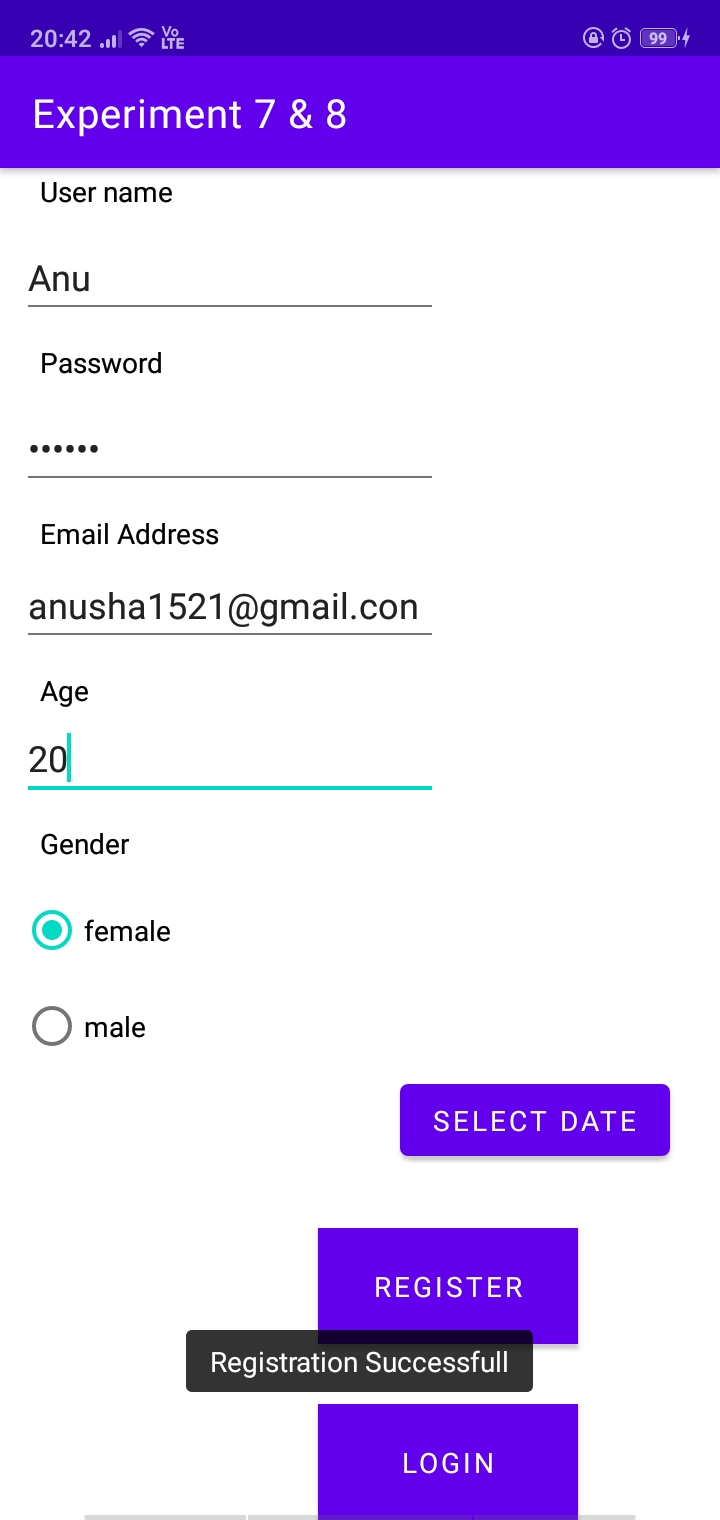 20:42 Vo LTE 99
Experiment 7 & 8
User name
Anu
Password
••••••
Email Address
anusha1521@gmail.con
Age
20
Gender
female
male
SELECT DATE
REGISTER
Registration Successfull
LOGIN